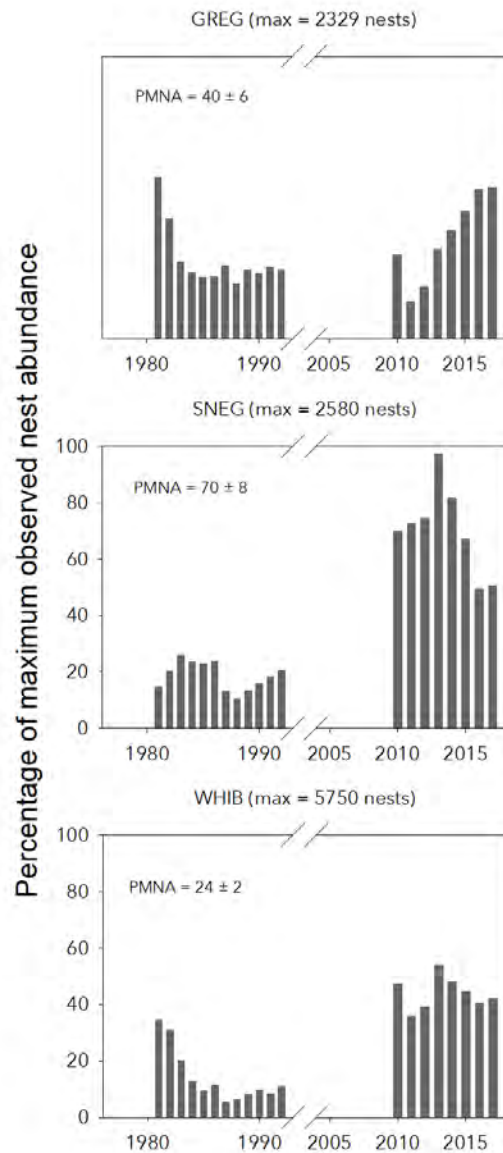 GREG (max = 2329 nests)
PMNA = 40 ± 6
1980 1990 2005 2010 2015
SNEG (max = 2580 nests)
100
PMNA = 70 ± 8
80
60
40
20
0
1980 1990 2005 2010 2015
WHIB (max = 5750 nests)
100
PMNA = 24 ± 2
80
60
40
20
0
1980 1990 2005 2010 2015
Percentage of maximum observed nest abundance